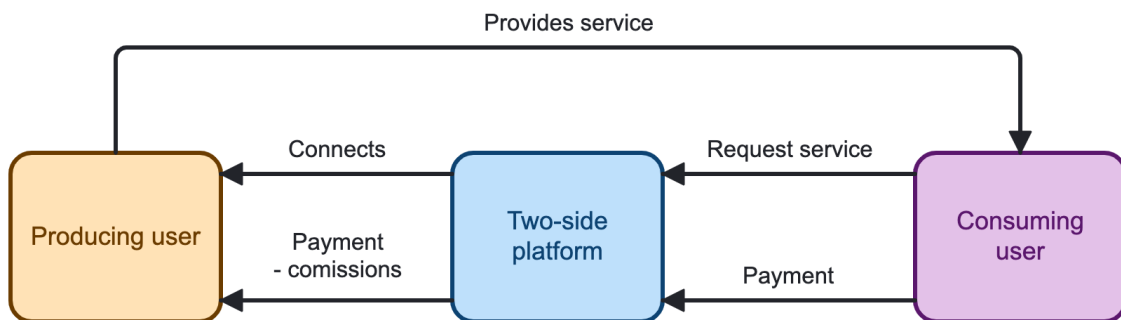 Provides service
Connects
Request service
Producing user
Two-side
platform
Consuming
user
Payment
- comissions
Payment